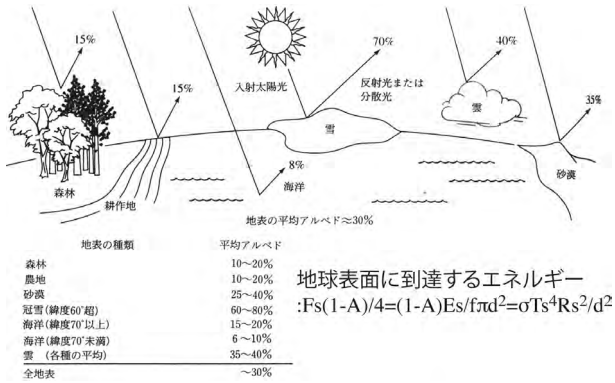 15%
15%
70%
40%
35%
入射太陽光
反射光または
分散光
雪
雲
8%
海洋
森林
耕作地
砂漠
地表の平均アルベド≈30%
地表の種類 平均アルベド
森林 10〜20%
農地 10〜20%
砂漠 25〜40%
冠雪(緯度60°超) 60〜80%
海洋(緯度70°以上) 15〜20%
海洋(緯度70°未満) 6〜10%
雲 (各種の平均) 35〜40%
全地表 〜30%
地球表面に到達するエネルギー
:Fs(1-A)/4=(1-A)Es/fπd²=σTs⁴Rs²/d²